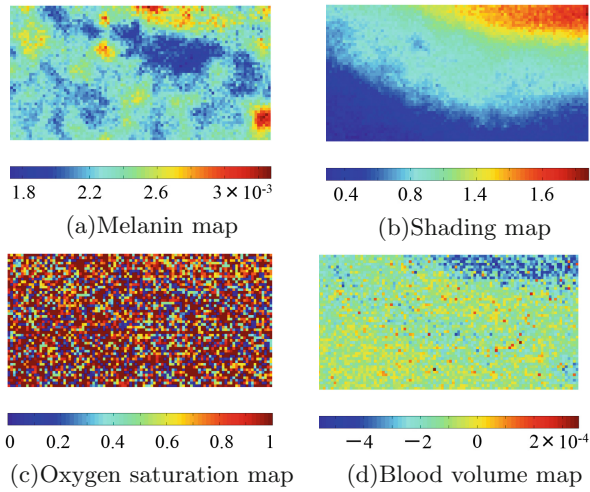 1.8 2.2 2.6 3 × 10⁻³
0.4 0.8 1.4 1.6
(a)Melanin map
(b)Shading map
0 0.2 0.4 0.6 0.8 1
−4 −2 0 2 × 10⁻⁴
(c)Oxygen saturation map
(d)Blood volume map